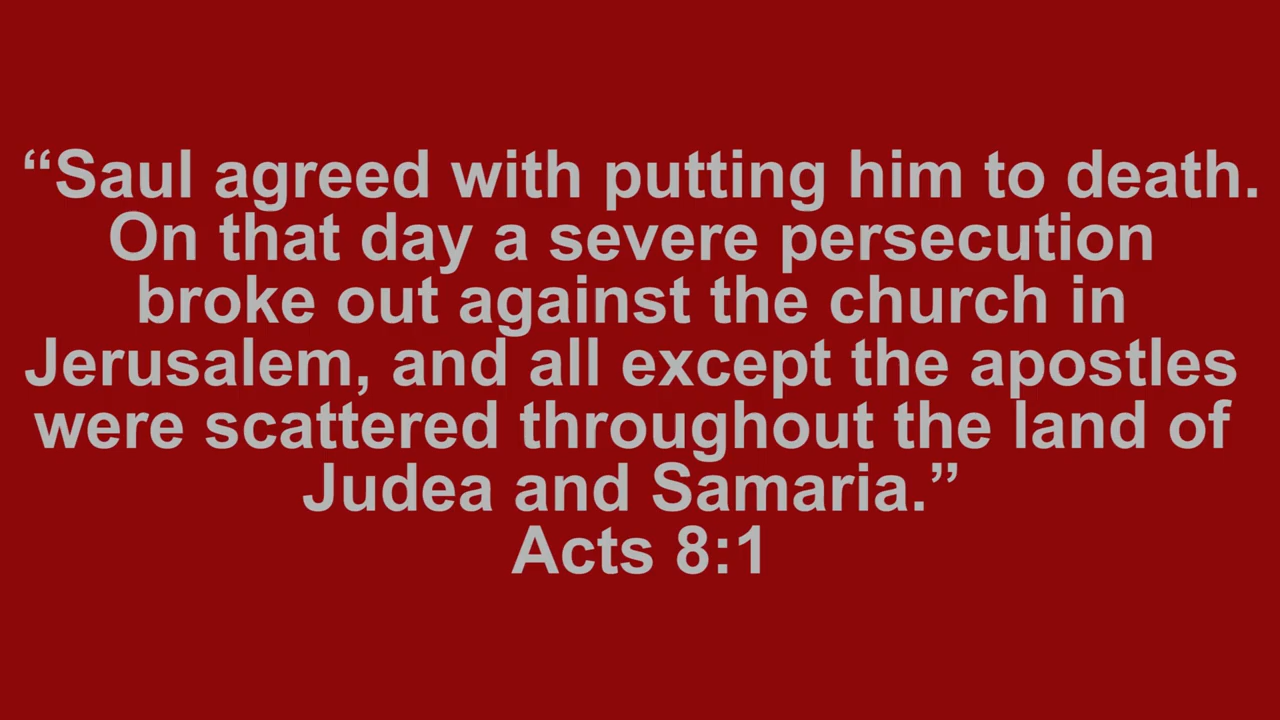 “Saul agreed with putting him to death.
On that day a severe persecution
broke out against the church in
Jerusalem, and all except the apostles
were scattered throughout the land of
Judea and Samaria.”
Acts 8:1